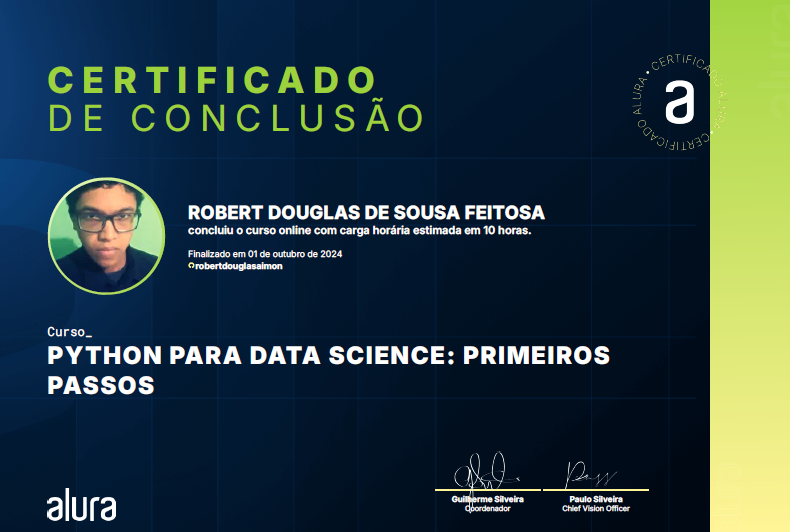 CERTIFICADO
DE CONCLUSÃO
CERTIFICADO ALURA • CERTIFICADO ALURA •
a
ROBERT DOUGLAS DE SOUSA FEITOSA
concluiu o curso online com carga horária estimada em 10 horas.
Finalizado em 01 de outubro de 2024
robertdouglasaimon
Curso_
PYTHON PARA DATA SCIENCE: PRIMEIROS
PASSOS
Guilherme Silveira
Coordenador
Paulo Silveira
Chief Vision Officer
alura